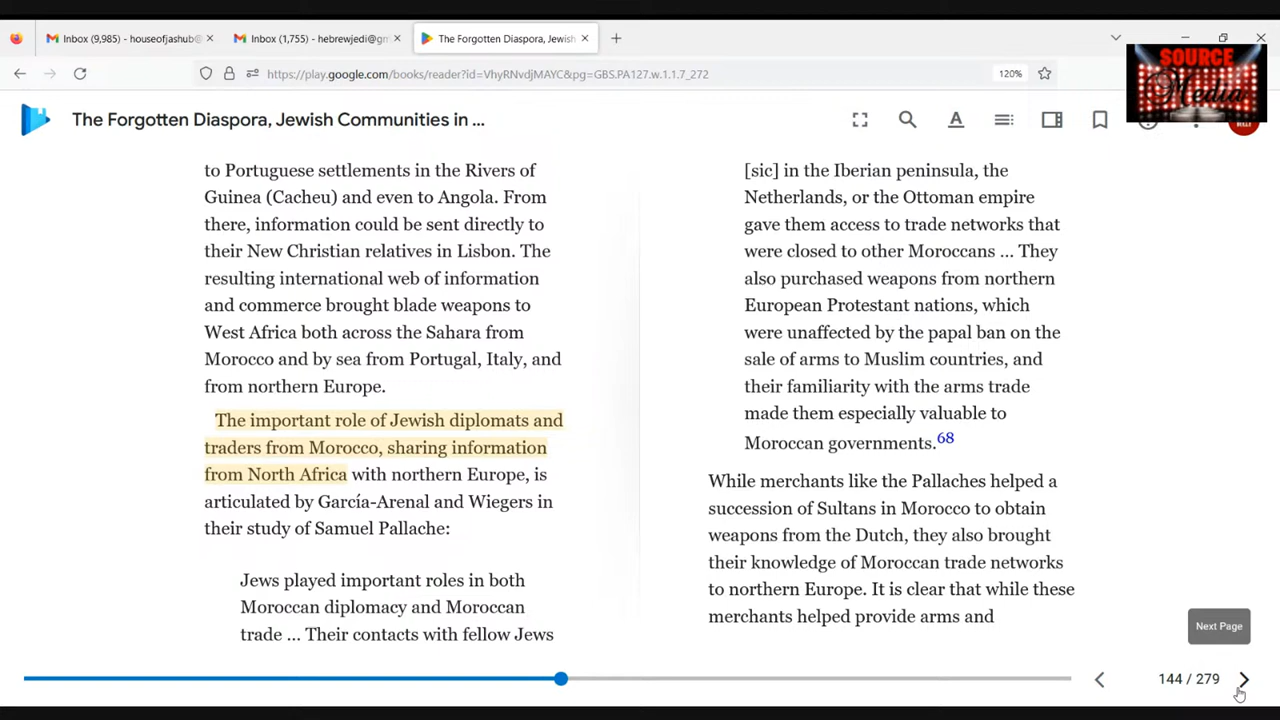 Inbox (9,985) - houseofjashub@
Inbox (1,755) - hebrewjedi@gm
The Forgotten Diaspora, Jewish
https://play.google.com/books/reader?id=VhyRNvdjMAYC&pg=GBS.PA127.w.1.1.7_272
120%
SOURCE
Media
The Forgotten Diaspora, Jewish Communities in ...
to Portuguese settlements in the Rivers of
Guinea (Cacheu) and even to Angola. From
there, information could be sent directly to
their New Christian relatives in Lisbon. The
resulting international web of information
and commerce brought blade weapons to
West Africa both across the Sahara from
Morocco and by sea from Portugal, Italy, and
from northern Europe.
The important role of Jewish diplomats and
traders from Morocco, sharing information
from North Africa with northern Europe, is
articulated by García-Arenal and Wiegers in
their study of Samuel Pallache:
Jews played important roles in both
Moroccan diplomacy and Moroccan
trade ... Their contacts with fellow Jews
[sic] in the Iberian peninsula, the
Netherlands, or the Ottoman empire
gave them access to trade networks that
were closed to other Moroccans ... They
also purchased weapons from northern
European Protestant nations, which
were unaffected by the papal ban on the
sale of arms to Muslim countries, and
their familiarity with the arms trade
made them especially valuable to
Moroccan governments.68
While merchants like the Pallaches helped a
succession of Sultans in Morocco to obtain
weapons from the Dutch, they also brought
their knowledge of Moroccan trade networks
to northern Europe. It is clear that while these
merchants helped provide arms and
Next Page
144 / 279